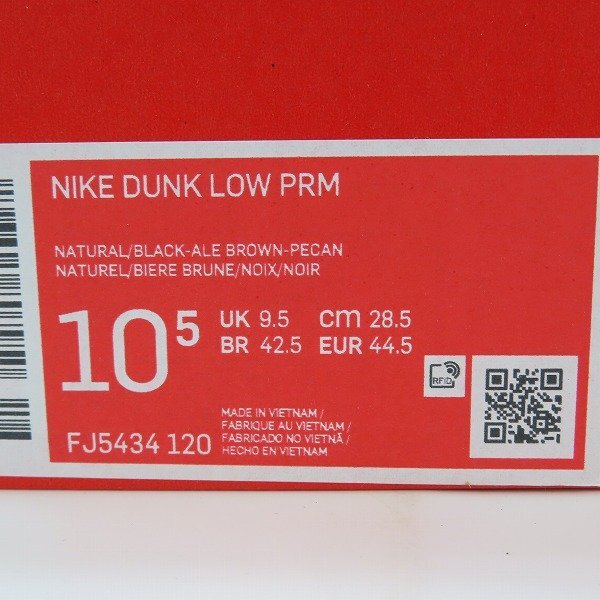 NIKE DUNK LOW PRM
NATURAL/BLACK-ALE BROWN-PECAN
NATUREL/BIERE BRUNE/NOIX/NOIR
10 5
UK 9.5 cm 28.5
BR 42.5 EUR 44.5
RFID
FJ5434 120
MADE IN VIETNAM /
FABRIQUE AU VIETNAM /
FABRICADO NO VIETNÃ /
HECHO EN VIETNAM